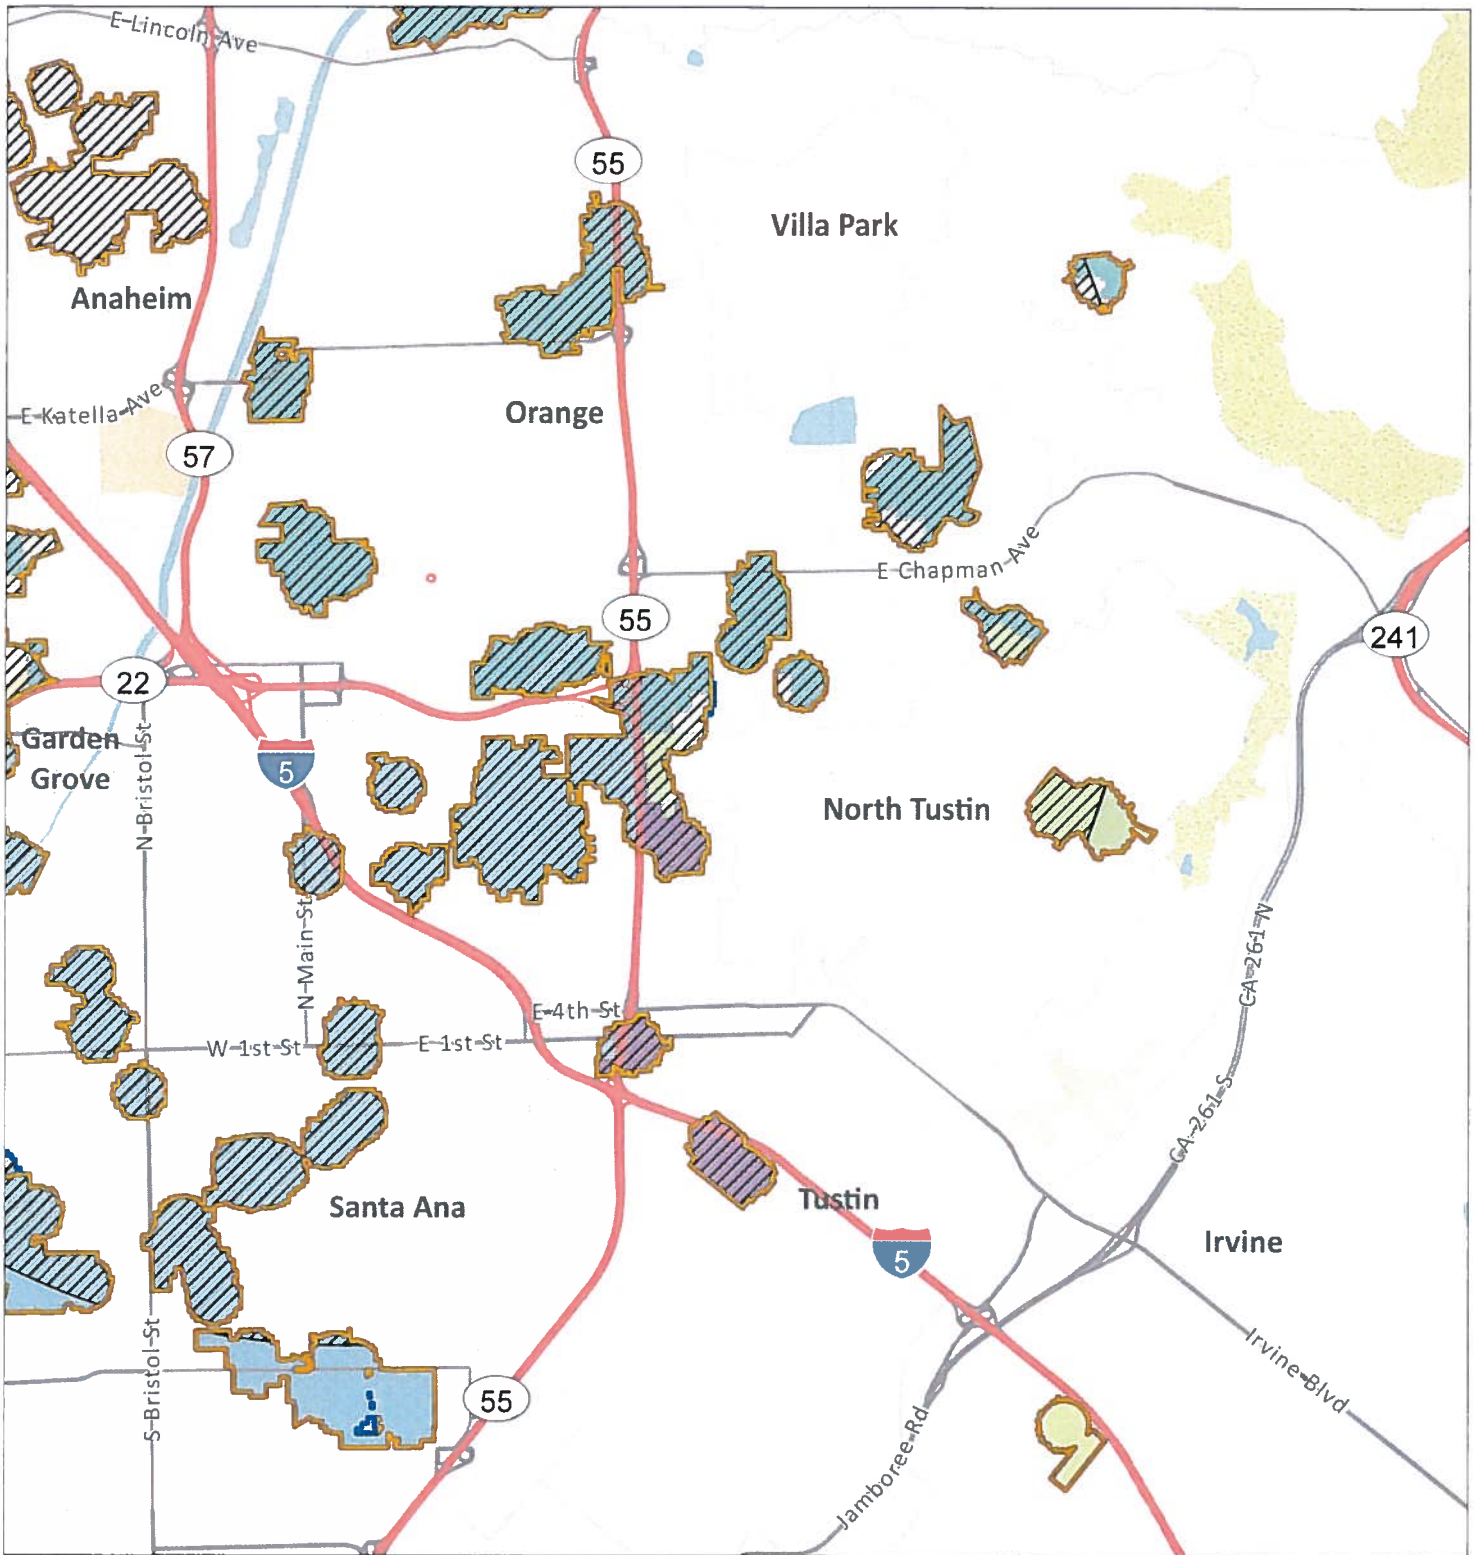 E Lincoln Ave
55
Villa Park
Anaheim
E Katella Ave
Orange
57
E Chapman Ave
55
241
22
Garden
Grove
N Bristol St
5
North Tustin
N Main St
CA-261 N
E 4th St
W 1st St
E 1st St
CA-261 S
Santa Ana
Tustin
Irvine
5
S Bristol St
Irvine Blvd
55
Jamboree Rd